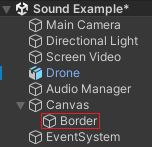 Sound Example*
Main Camera
Directional Light
Screen Video
Drone
Audio Manager
Canvas
Border
EventSystem